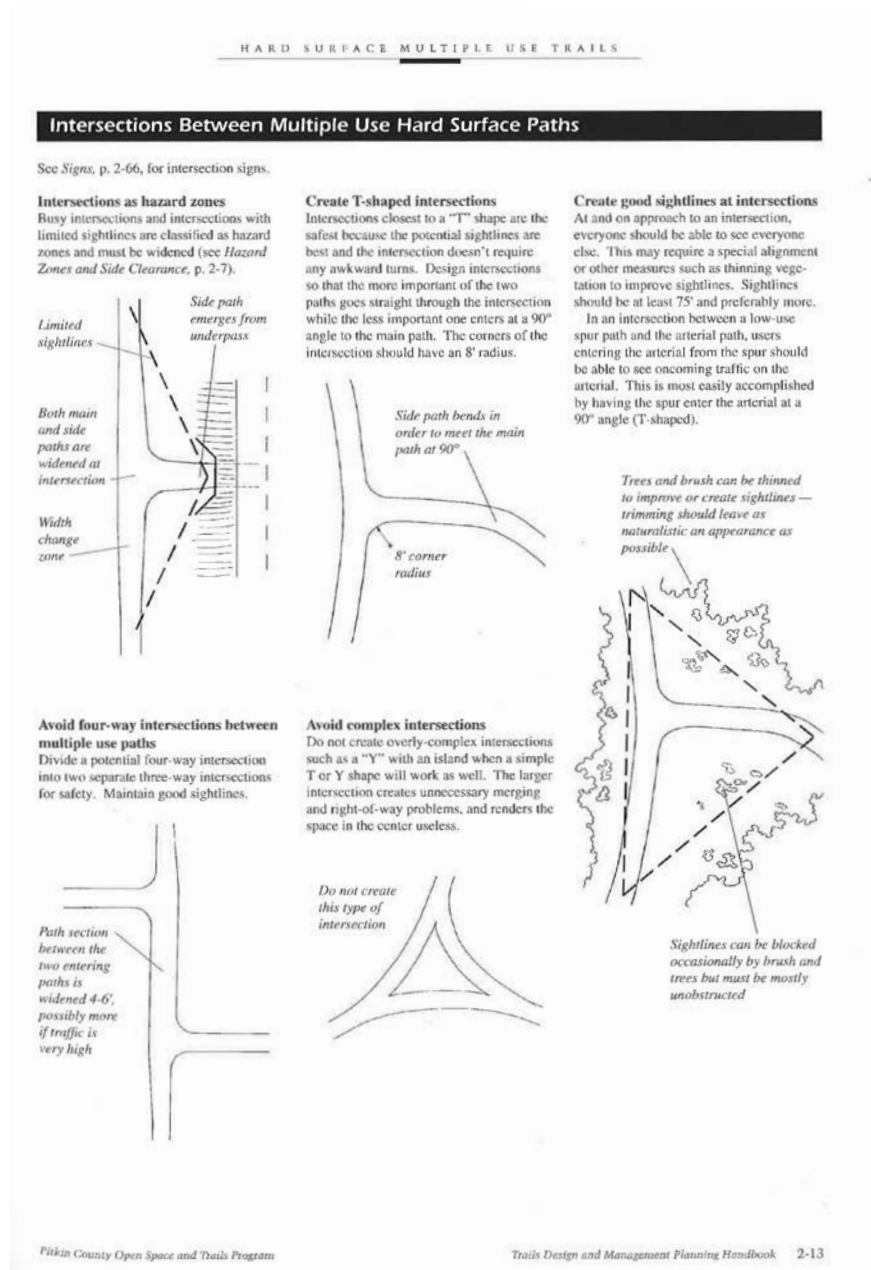 HARD SURFACE MULTIPLE USE TRAILS
Intersections Between Multiple Use Hard Surface Paths
See Signs, p. 2-66, for intersection signs.
Intersections as hazard zones
Busy intersections and intersections with
limited sightlines are classified as hazard
zones and must be widened (see Hazard
Zones and Side Clearance, p. 2-7).
Limited
sightlines
Side path
emerges from
underpass
Both main
and side
paths are
widened at
intersection
Width
change
zone
Create T-shaped intersections
Intersections closest to a "T" shape are the
safest because the potential sightlines are
best and the intersection doesn't require
any awkward turns. Design intersections
so that the more important of the two
paths goes straight through the intersection
while the less important one enters at a 90°
angle to the main path. The corners of the
intersection should have an 8' radius.
Side path bends in
order to meet the main
path at 90°
8' corner
radius
Create good sightlines at intersections
At and on approach to an intersection,
everyone should be able to see everyone
else. This may require a special alignment
or other measures such as thinning vege-
tation to improve sightlines. Sightlines
should be at least 75' and preferably more.
In an intersection between a low-use
spur path and the arterial path, users
entering the arterial from the spur should
be able to see oncoming traffic on the
arterial. This is most easily accomplished
by having the spur enter the arterial at a
90° angle (T-shaped).
Trees and brush can be thinned
to improve or create sightlines —
trimming should leave as
naturalistic an appearance as
possible
Sightlines can be blocked
occasionally by brush and
trees but must be mostly
unobstructed
Avoid four-way intersections between
multiple use paths
Divide a potential four-way intersection
into two separate three-way intersections
for safety. Maintain good sightlines.
Path section
between the
two entering
paths is
widened 4-6',
possibly more
if traffic is
very high
Avoid complex intersections
Do not create overly-complex intersections
such as a "Y" with an island when a simple
T or Y shape will work as well. The larger
intersection creates unnecessary merging
and right-of-way problems, and renders the
space in the center useless.
Do not create
this type of
intersection
Pitkin County Open Space and Trails Program
Trails Design and Management Planning Handbook 2-13